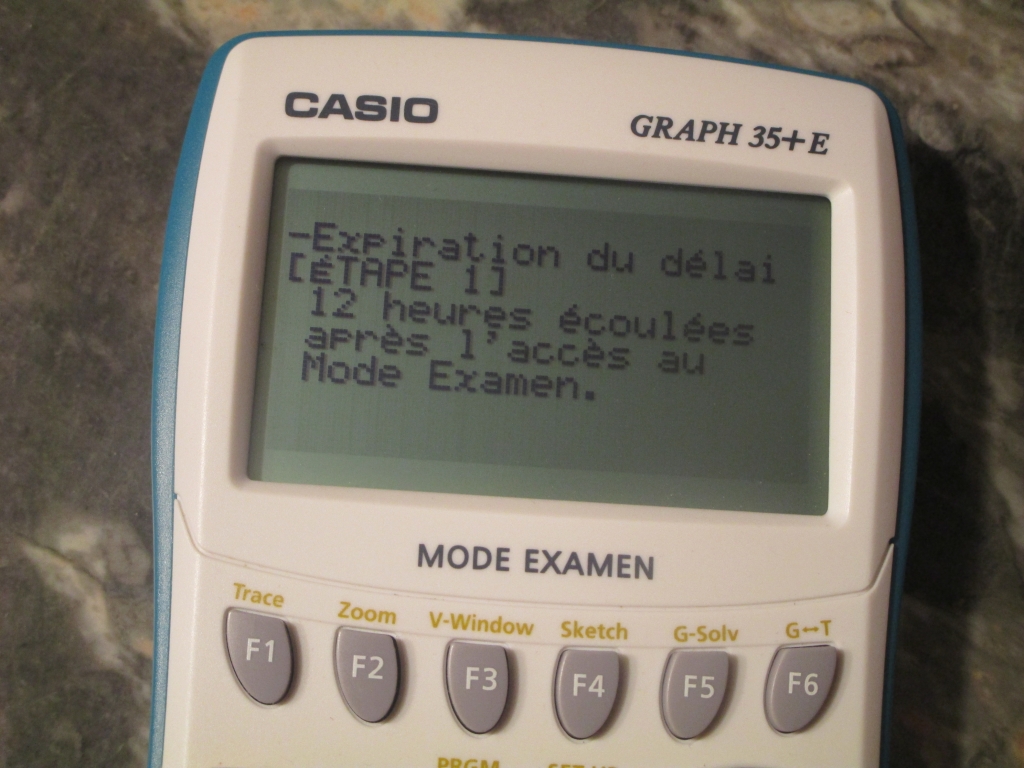 CASIO
GRAPH 35+E
-Expiration du délai
[ÉTAPE 1]
12 heures écoulées
après l'accès au
Mode Examen.
MODE EXAMEN
Trace Zoom V-Window Sketch G-Solv G↔T
F1 F2 F3 F4 F5 F6
PRGM